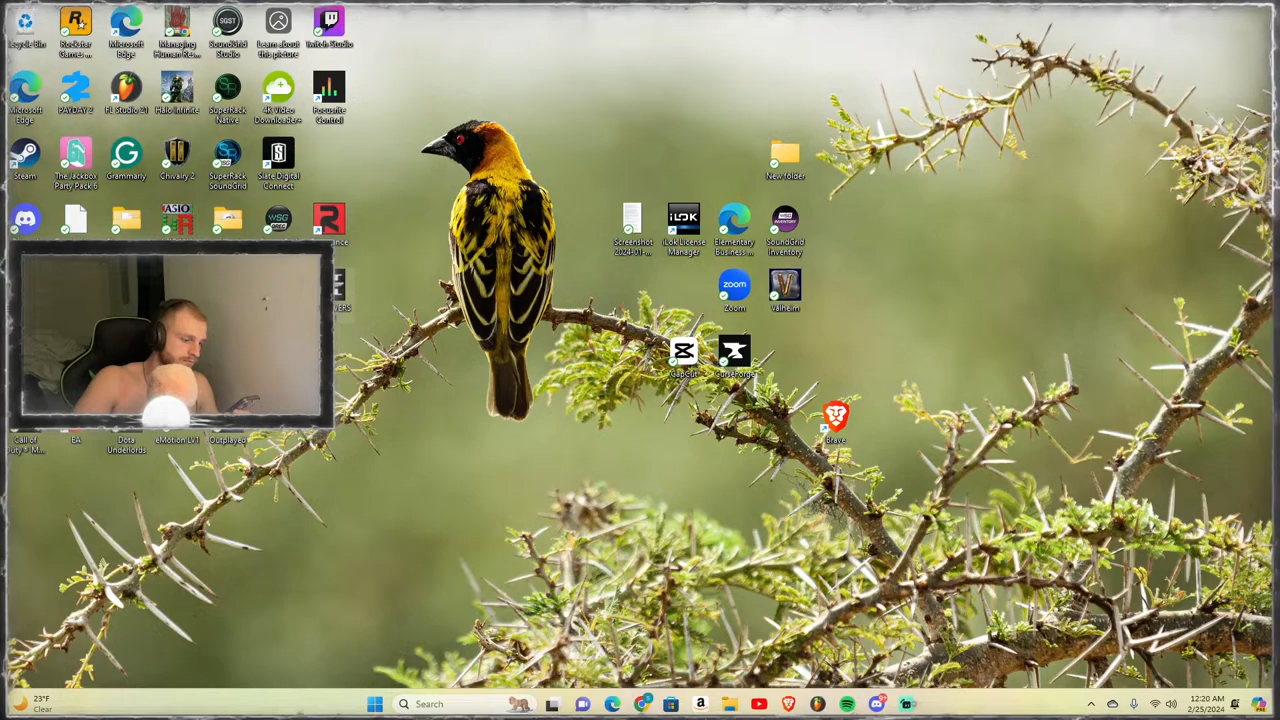 Recycle Bin
Rockstar
Games ...
Microsoft
Edge
Managing
Human Res...
SoundGrid
Studio
Learn about
this picture
Twitch Studio
Microsoft
Edge
PAYDAY 2
FL Studio 21
Halo Infinite
SuperRack
Native
4K Video
Downloader+
Focusrite
Control
Steam
The Jackbox
Party Pack 6
Grammarly
Chivalry 2
SuperRack
SoundGrid
Slate Digital
Connect
New folder
Screenshot
2024-01-...
iLok License
Manager
Elementary
Business ...
SoundGrid
Inventory
Zoom
Valheim
CapCut
CurseForge
Brave
Call of
Duty® M...
EA
Dota
Underlords
eMotion LV1
Outplayed
23°F
Clear
Search
12:20 AM
2/25/2024